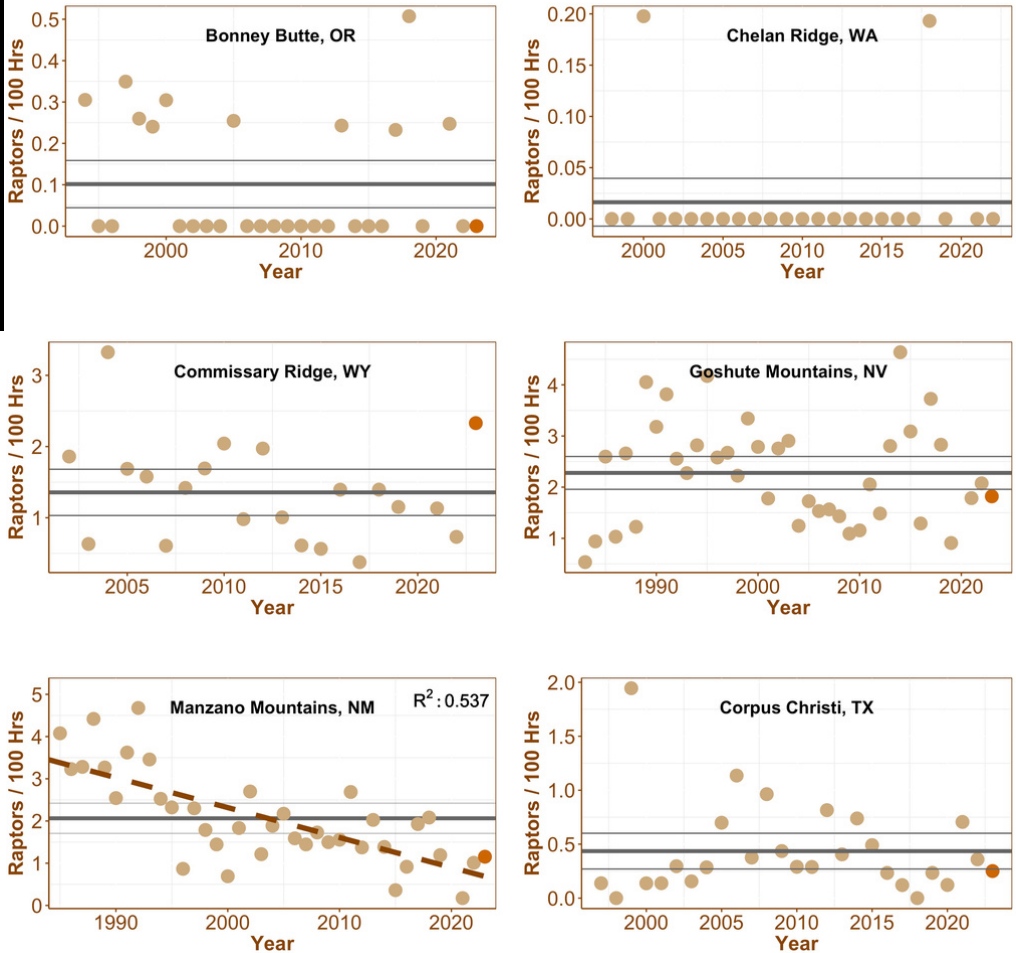 Bonney Butte, OR
Raptors / 100 Hrs
0.5
0.4
0.3
0.2
0.1
0.0
2000 2010 2020
Year
Chelan Ridge, WA
Raptors / 100 Hrs
0.20
0.15
0.10
0.05
0.00
2000 2005 2010 2015 2020
Year
Commissary Ridge, WY
Raptors / 100 Hrs
3
2
1
2005 2010 2015 2020
Year
Goshute Mountains, NV
Raptors / 100 Hrs
4
3
2
1
1990 2000 2010 2020
Year
Manzano Mountains, NM
R²: 0.537
Raptors / 100 Hrs
5
4
3
2
1
0
1990 2000 2010 2020
Year
Corpus Christi, TX
Raptors / 100 Hrs
2.0
1.5
1.0
0.5
0.0
2000 2005 2010 2015 2020
Year